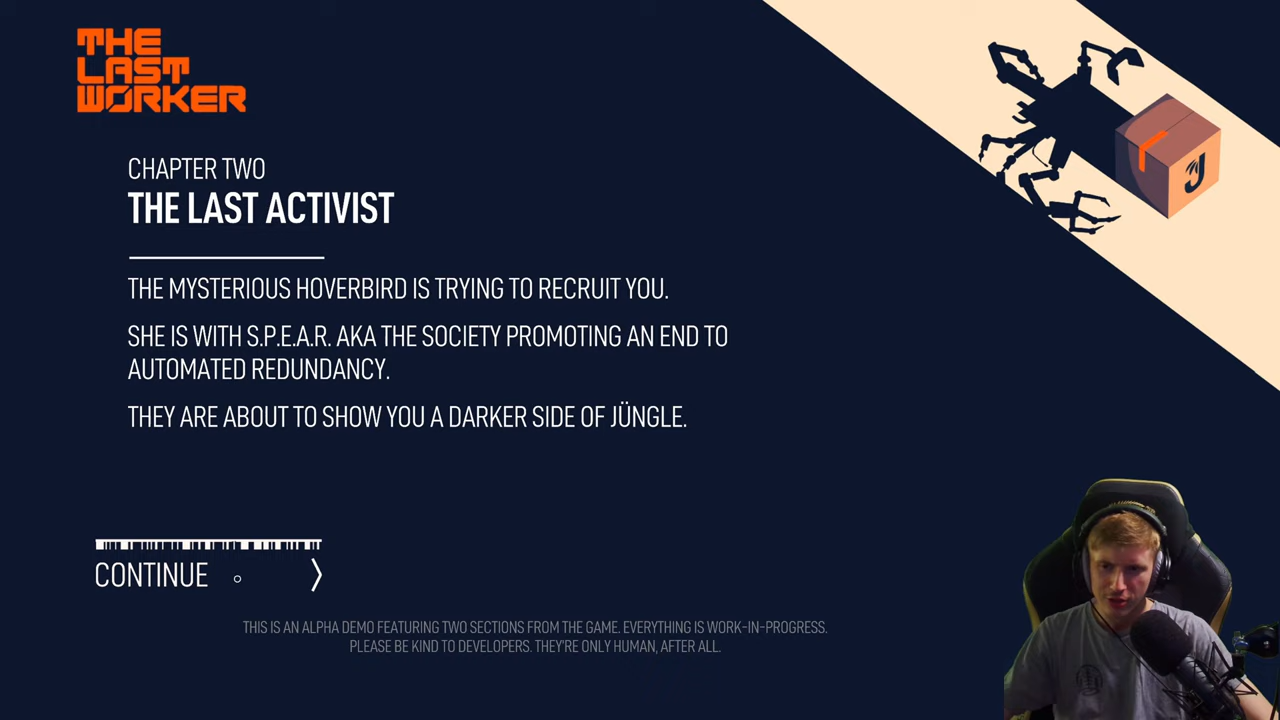 THE
LAST
WORKER
CHAPTER TWO
THE LAST ACTIVIST
THE MYSTERIOUS HOVERBIRD IS TRYING TO RECRUIT YOU.
SHE IS WITH S.P.E.A.R. AKA THE SOCIETY PROMOTING AN END TO
AUTOMATED REDUNDANCY.
THEY ARE ABOUT TO SHOW YOU A DARKER SIDE OF JÜNGLE.
J
CONTINUE
THIS IS AN ALPHA DEMO FEATURING TWO SECTIONS FROM THE GAME. EVERYTHING IS WORK-IN-PROGRESS.
PLEASE BE KIND TO DEVELOPERS. THEY'RE ONLY HUMAN, AFTER ALL.